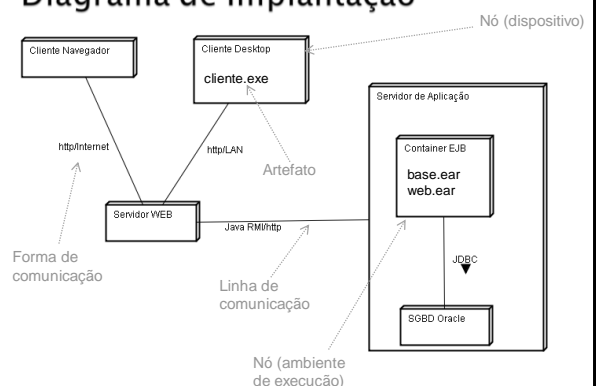 Diagrama de Implantação
Nó (dispositivo)
Cliente Navegador
Cliente Desktop
cliente.exe
Servidor de Aplicação
http/Internet
http/LAN
Artefato
Container EJB
base.ear
web.ear
Servidor WEB
Java RMI/http
Forma de
comunicação
Linha de
comunicação
JDBC
SGBD Oracle
Nó (ambiente
de execução)